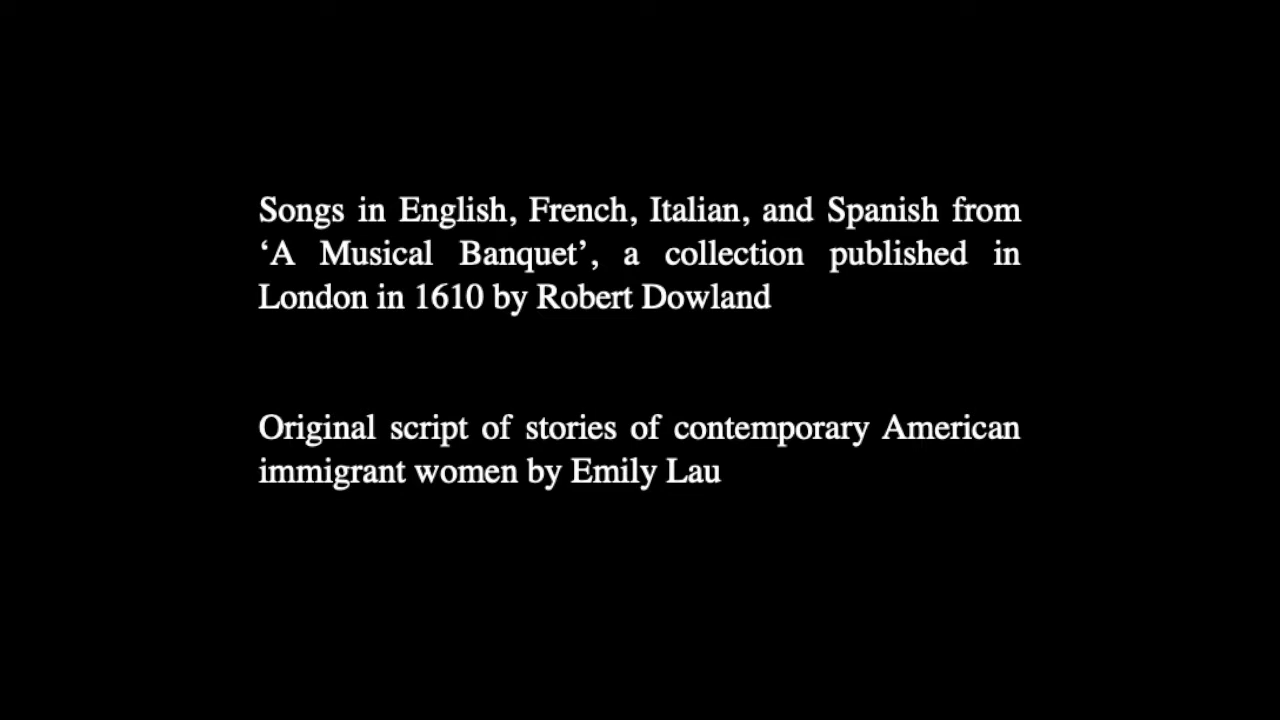 Songs in English, French, Italian, and Spanish from
‘A Musical Banquet’, a collection published in
London in 1610 by Robert Dowland
Original script of stories of contemporary American
immigrant women by Emily Lau